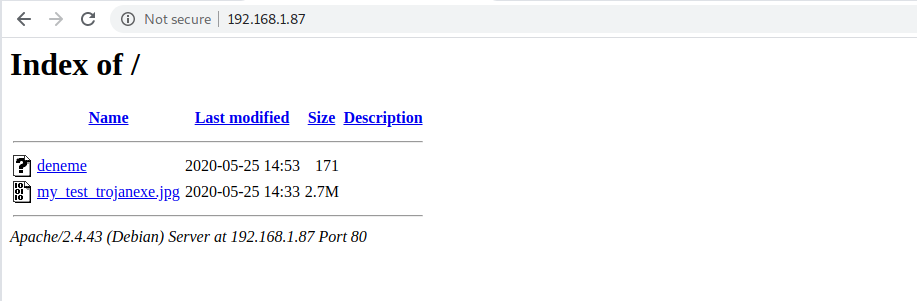 Not secure 192.168.1.87
Index of /
Name Last modified Size Description
deneme 2020-05-25 14:53 171
my_test_trojanexe.jpg 2020-05-25 14:33 2.7M
Apache/2.4.43 (Debian) Server at 192.168.1.87 Port 80